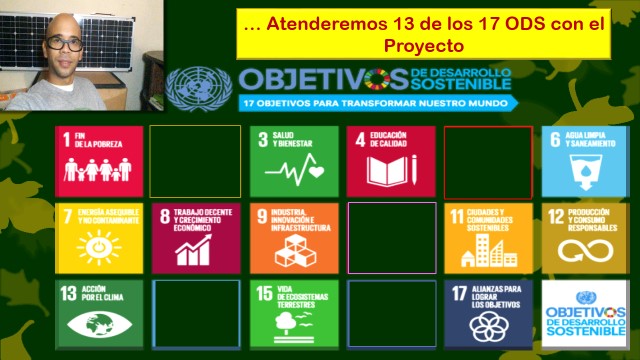 ... Atenderemos 13 de los 17 ODS con el
Proyecto
OBJETIVOS DE DESARROLLO
SOSTENIBLE
17 OBJETIVOS PARA TRANSFORMAR NUESTRO MUNDO
1 FIN
DE LA POBREZA
3 SALUD
Y BIENESTAR
4 EDUCACIÓN
DE CALIDAD
6 AGUA LIMPIA
Y SANEAMIENTO
7 ENERGÍA ASEQUIBLE
Y NO CONTAMINANTE
8 TRABAJO DECENTE
Y CRECIMIENTO
ECONÓMICO
9 INDUSTRIA,
INNOVACIÓN E
INFRAESTRUCTURA
11 CIUDADES Y
COMUNIDADES
SOSTENIBLES
12 PRODUCCIÓN
Y CONSUMO
RESPONSABLES
13 ACCIÓN
POR EL CLIMA
15 VIDA
DE ECOSISTEMAS
TERRESTRES
17 ALIANZAS PARA
LOGRAR
LOS OBJETIVOS
OBJETIVOS
DE DESARROLLO
SOSTENIBLE